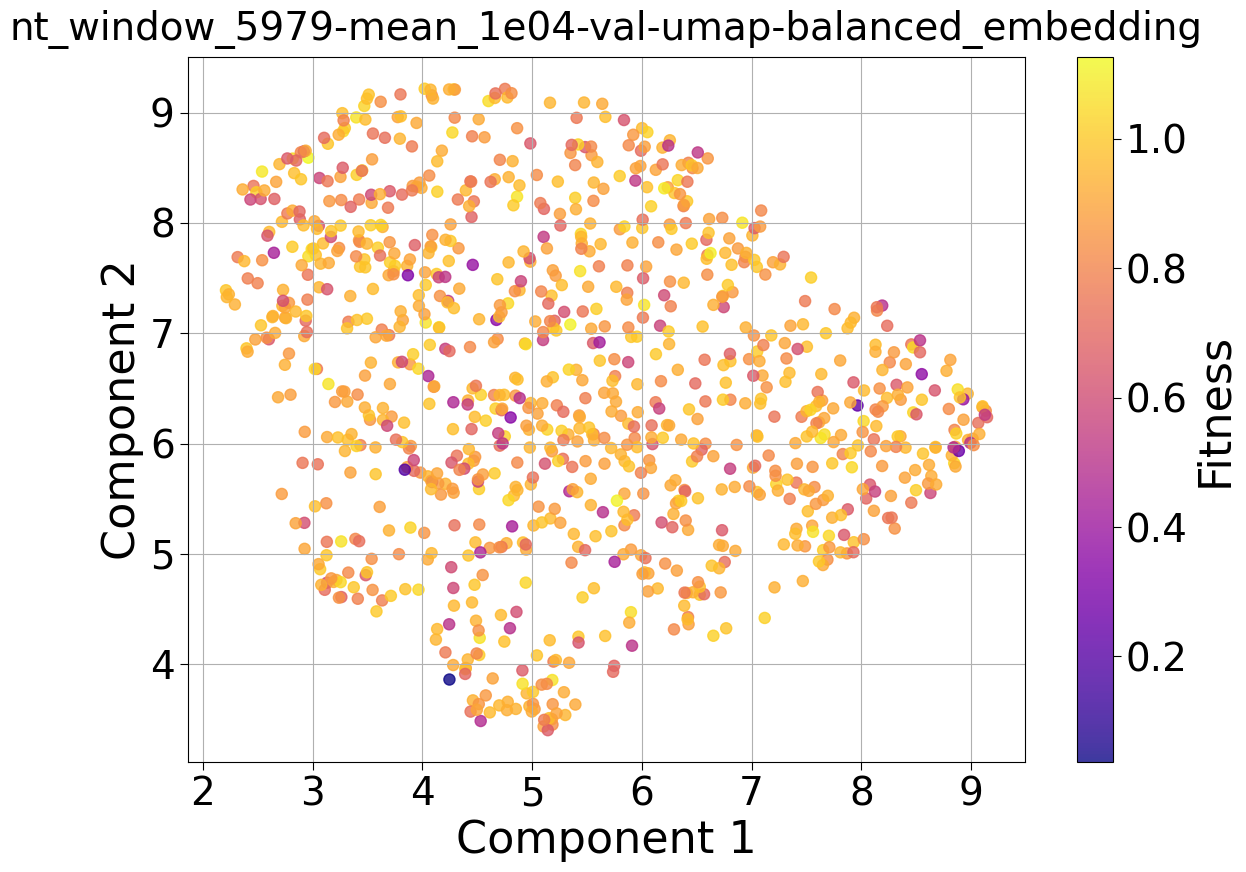 nt_window_5979-mean_1e04-val-umap-balanced_embedding
9
8
7
6
5
4
Component 2
2 3 4 5 6 7 8 9
Component 1
1.0
0.8
0.6
0.4
0.2
Fitness